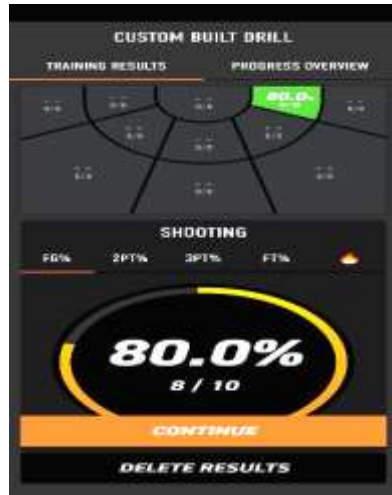 CUSTOM BUILT DRILL
TRAINING RESULTS PROGRESS OVERVIEW
80.0%
SHOOTING
FG% 2PT% 3PT% FT%
80.0%
8 / 10
CONTINUE
DELETE RESULTS